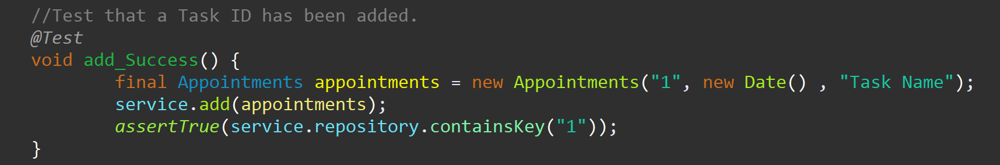 //Test that a Task ID has been added.
@Test
void add_Success() {
        final Appointments appointments = new Appointments("1", new Date() , "Task Name");
        service.add(appointments);
        assertTrue(service.repository.containsKey("1"));
}